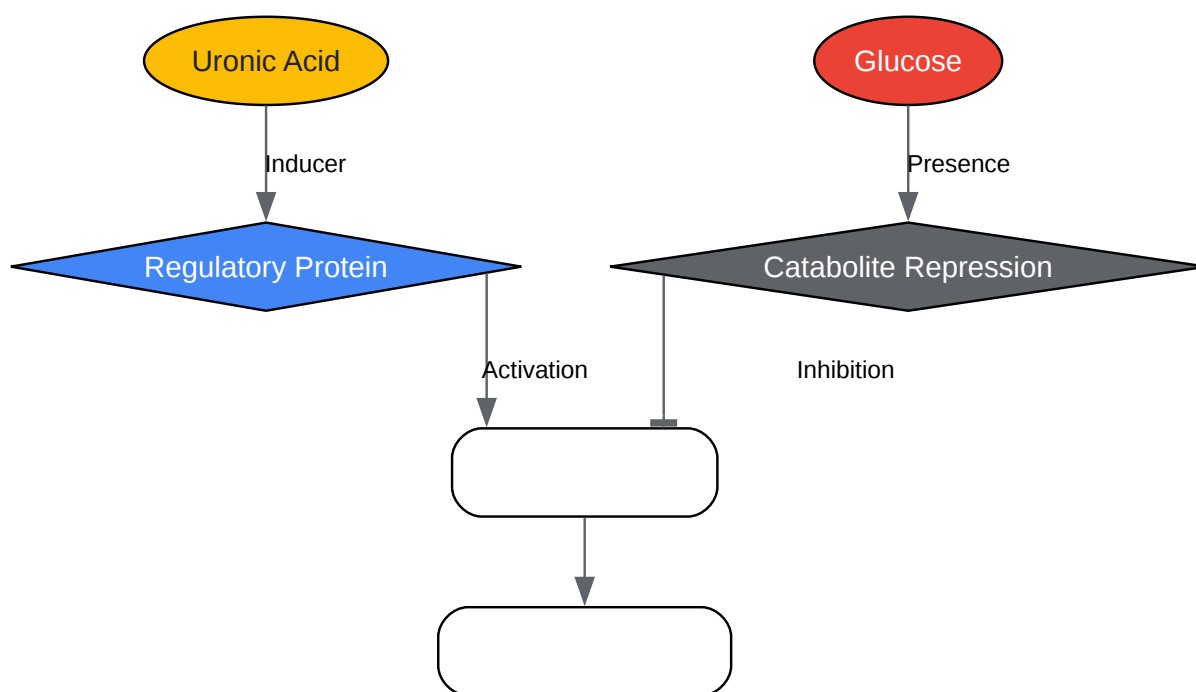 Uronic Acid
Glucose
Inducer
Presence
Regulatory Protein
Catabolite Repression
Activation
Inhibition